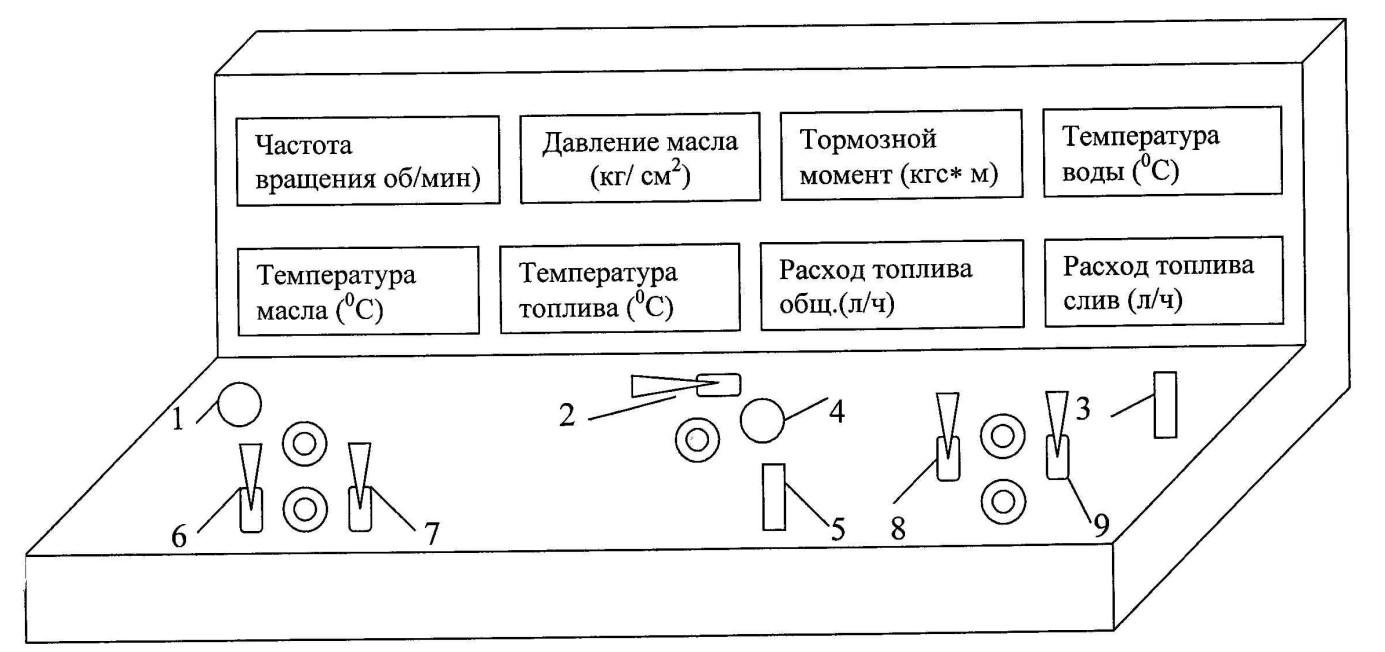 Частота
вращения об/мин)
Давление масла
(кг/ см²)
Тормозной
момент (кгс* м)
Температура
воды (⁰С)
Температура
масла (⁰С)
Температура
топлива (⁰С)
Расход топлива
общ.(л/ч)
Расход топлива
слив (л/ч)
1
2
4
3
6
7
5
8
9